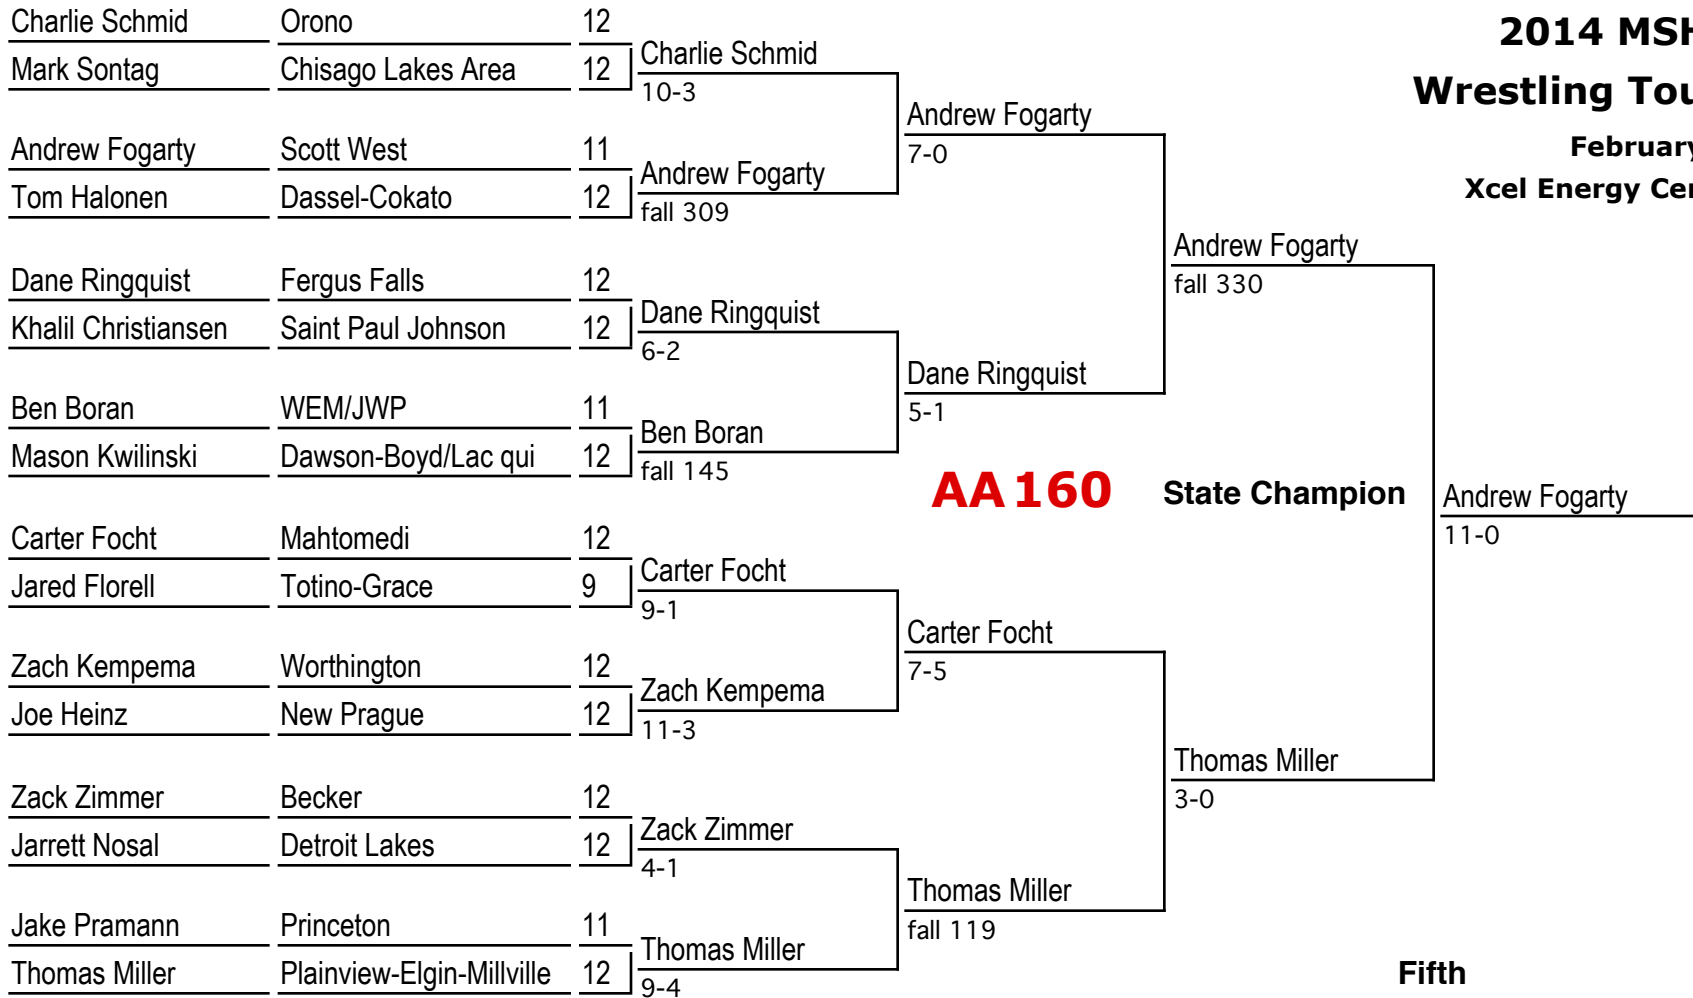 Charlie Schmid Orono 12
Mark Sontag Chisago Lakes Area 12
Andrew Fogarty Scott West 11
Tom Halonen Dassel-Cokato 12
Dane Ringquist Fergus Falls 12
Khalil Christiansen Saint Paul Johnson 12
Ben Boran WEM/JWP 11
Mason Kwilinski Dawson-Boyd/Lac qui 12
Carter Focht Mahtomedi 12
Jared Florell Totino-Grace 9
Zach Kempema Worthington 12
Joe Heinz New Prague 12
Zack Zimmer Becker 12
Jarrett Nosal Detroit Lakes 12
Jake Pramann Princeton 11
Thomas Miller Plainview-Elgin-Millville 12
Charlie Schmid
10-3
Andrew Fogarty
fall 309
Dane Ringquist
6-2
Ben Boran
fall 145
Carter Focht
9-1
Zach Kempema
11-3
Zack Zimmer
4-1
Thomas Miller
9-4
Andrew Fogarty
7-0
Dane Ringquist
5-1
Carter Focht
7-5
Thomas Miller
fall 119
Andrew Fogarty
fall 330
Thomas Miller
3-0
AA 160 State Champion
Andrew Fogarty
11-0
2014 MSH
Wrestling Tou
February
Xcel Energy Cen
Fifth